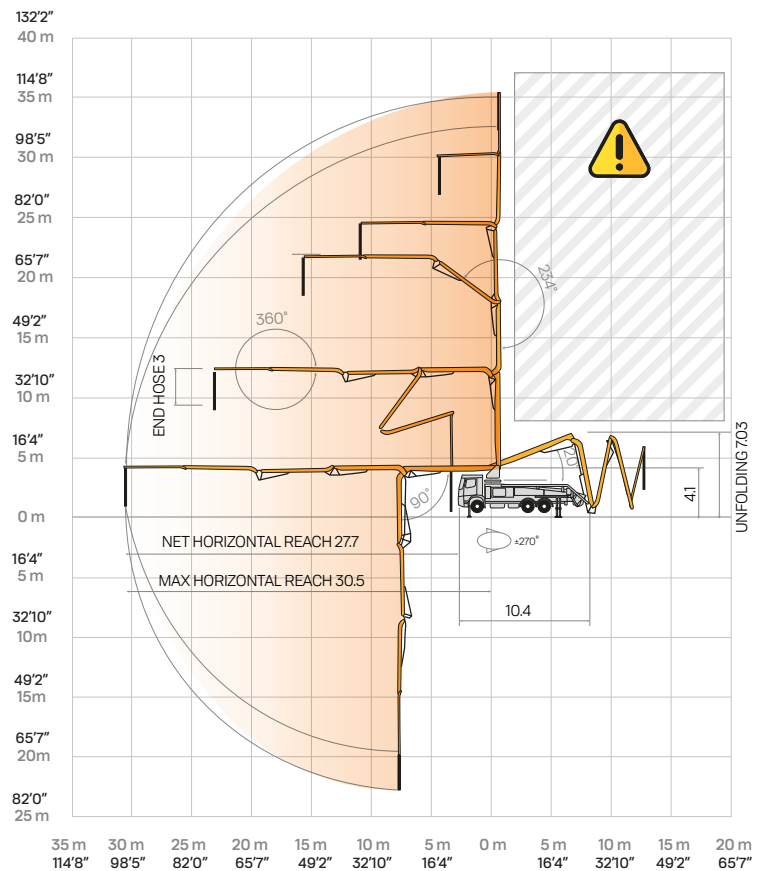 132'2"
40 m
114'8"
35 m
98'5"
30 m
82'0"
25 m
65'7"
20 m
49'2"
15 m
32'10"
10 m
16'4"
5 m
0 m
16'4"
5 m
32'10"
10m
49'2"
15m
65'7"
20m
82'0"
25 m
234°
360°
END HOSE 3
20°
90°
4.1
UNFOLDING 7.03
±270°
NET HORIZONTAL REACH 27.7
MAX HORIZONTAL REACH 30.5
10.4
35 m 30 m 25 m 20 m 15 m 10 m 5 m 0 m 5 m 10 m 15 m 20 m
114'8" 98'5" 82'0" 65'7" 49'2" 32'10" 16'4" 16'4" 32'10" 49'2" 65'7"